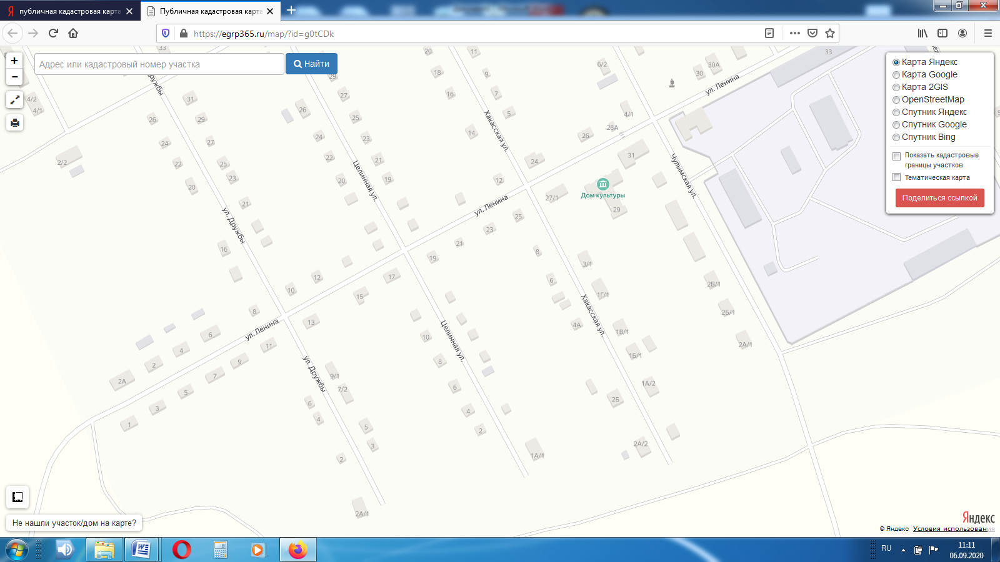 публичная кадастровая карта
Публичная кадастровая карта
https://egrp365.ru/map/?id=g0tCDk
Адрес или кадастровый номер участка
Найти
Карта Яндекс
Карта Google
Карта 2GIS
OpenStreetMap
Спутник Яндекс
Спутник Google
Спутник Bing
Показать кадастровые
границы участков
Тематическая карта
Поделиться ссылкой
33
20
11
6/2
30А
33
18
9
30
29
ул. Дружбы
ул. Ленина
4/2
31
27
16
7
4/1
26
29
26
25
5
4/1
Хакасская ул.
24
27
24
23
14
26
28А
2/2
22
25
22
21
24
31
Чулымская ул.
20
23
20
19
12
Целинная ул.
27/1
Дом культуры
21
ул. Ленина
29
ул. Дружбы
25
23
16
21
8
19
3/1
12
17
6
10
15
1Г/1
2В/1
8
13
Хакасская ул.
2Б/1
ул. Ленина
4А
1В/1
6
11
10
Целинная ул.
2А/1
4
9
8
1Б/1
2
7
ул. Дружбы
9/1
2А
5
7/2
6
1А/2
3
6
4
2Б
1
4
5
2
3
2А/2
2
1А/1
2А/1
Не нашли участок/дом на карте?
Яндекс
© Яндекс Условия использования
RU
11:11
06.09.2020